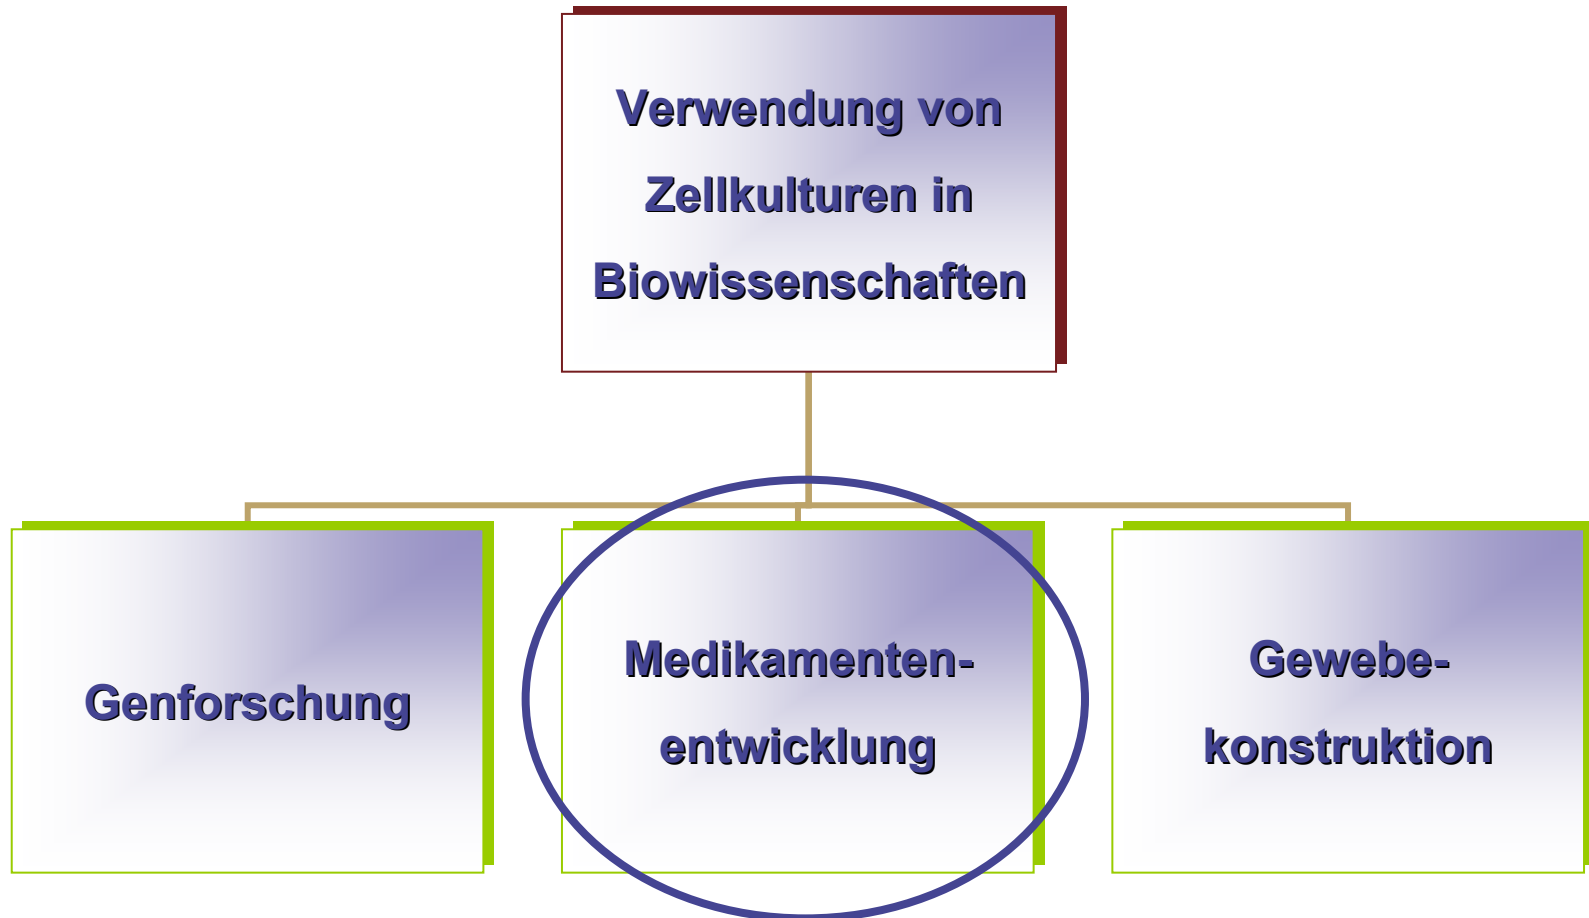 Verwendung von
Zellkulturen in
Biowissenschaften
Genforschung
Medikamenten-
entwicklung
Gewebe-
konstruktion